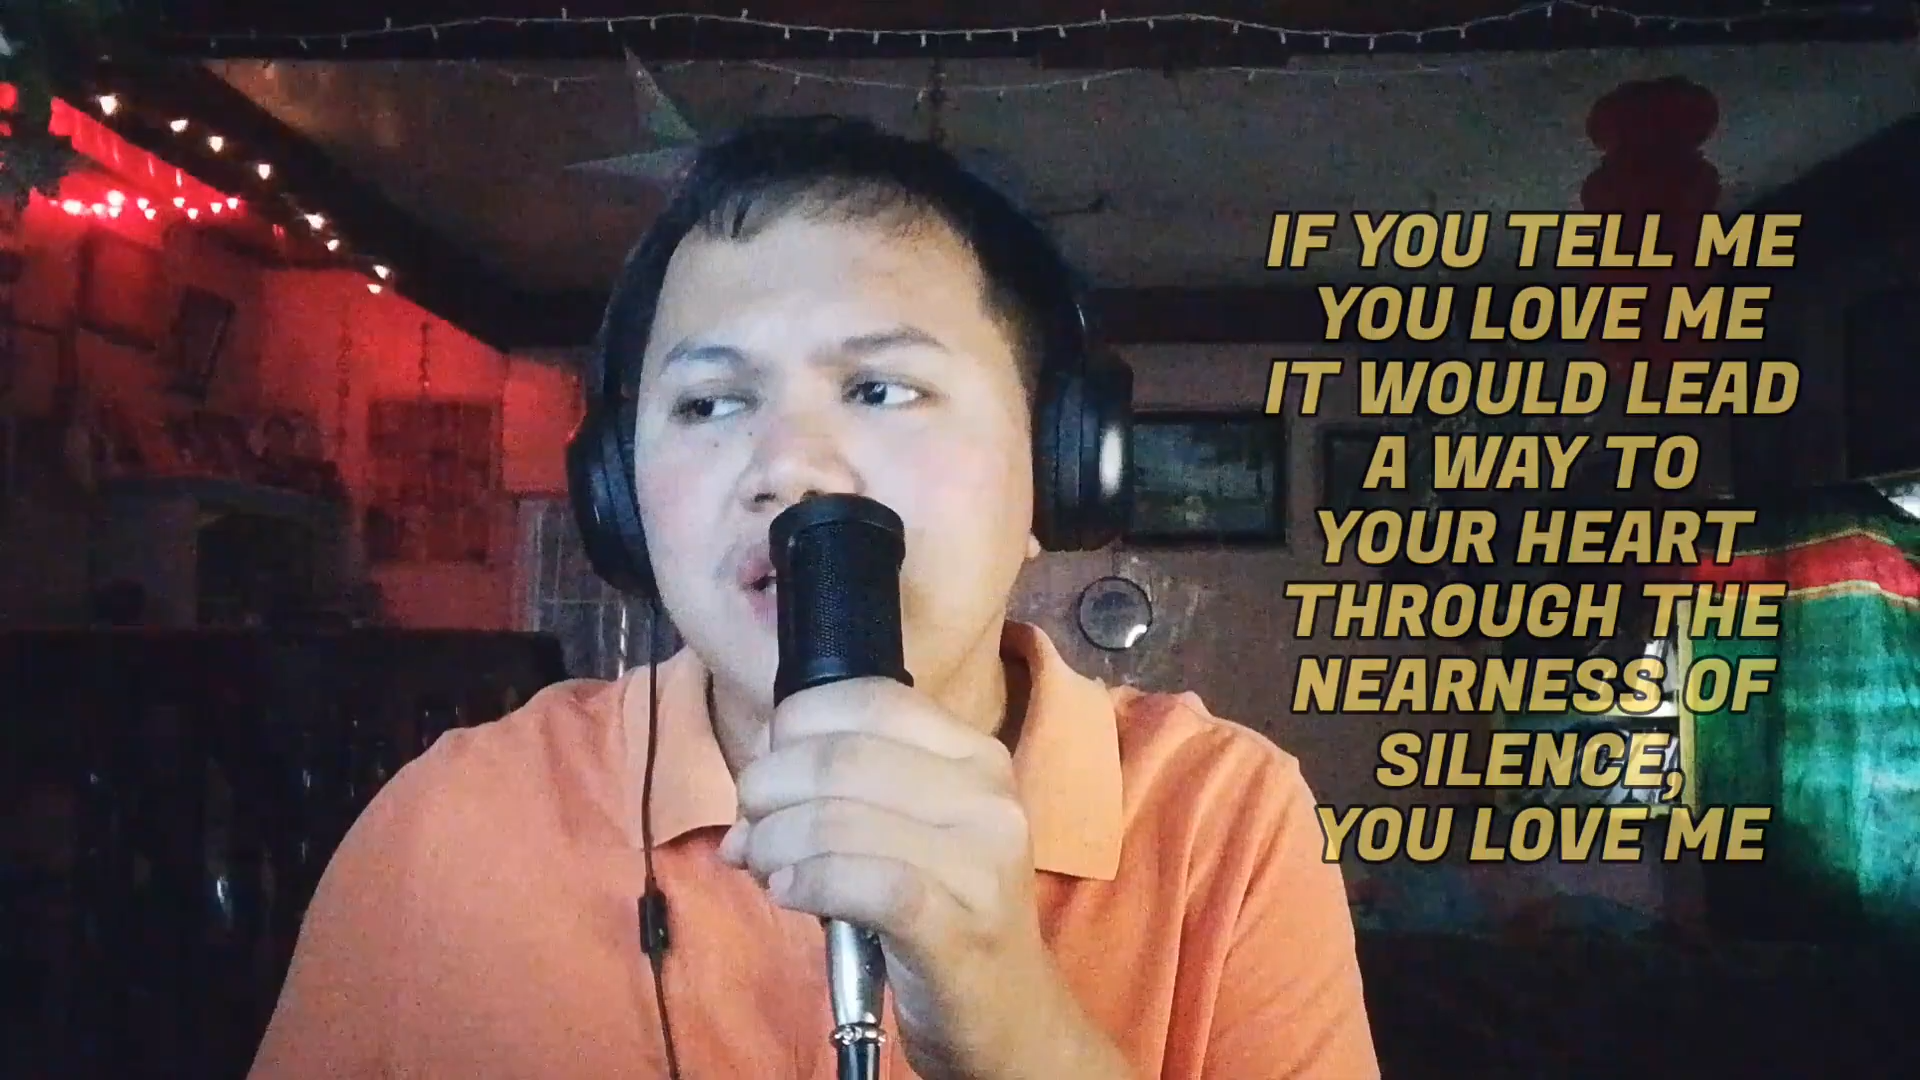 IF YOU TELL ME
YOU LOVE ME
IT WOULD LEAD
A WAY TO
YOUR HEART
THROUGH THE
NEARNESS OF
SILENCE,
YOU LOVE ME